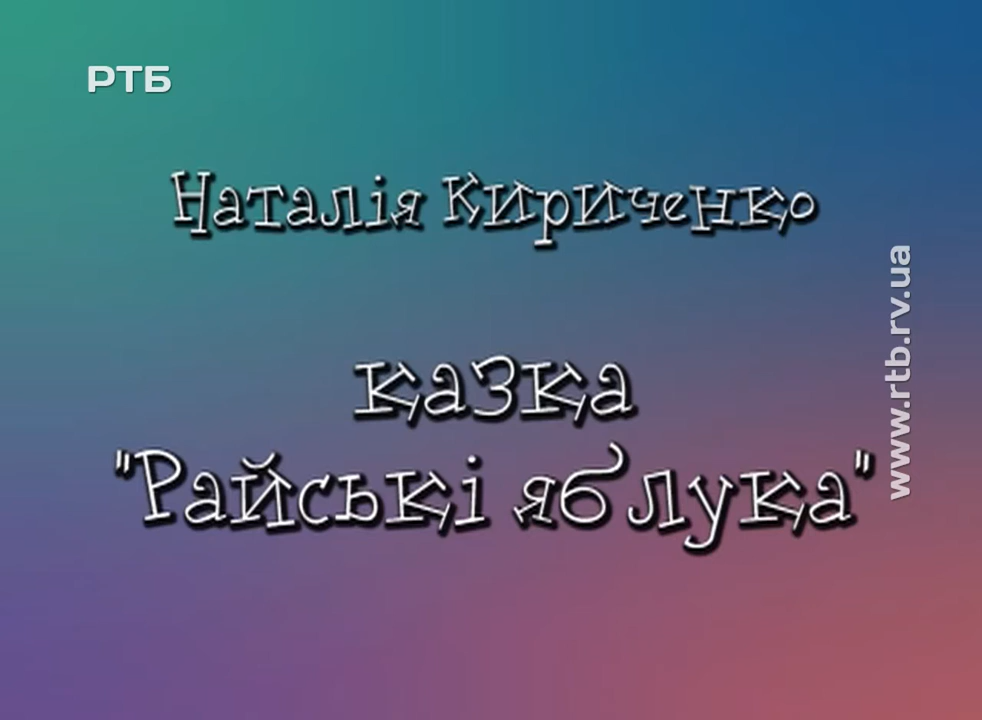 РТБ
Наталія Кириченко
казка
"Райські яблука"
www.rtb.rv.ua